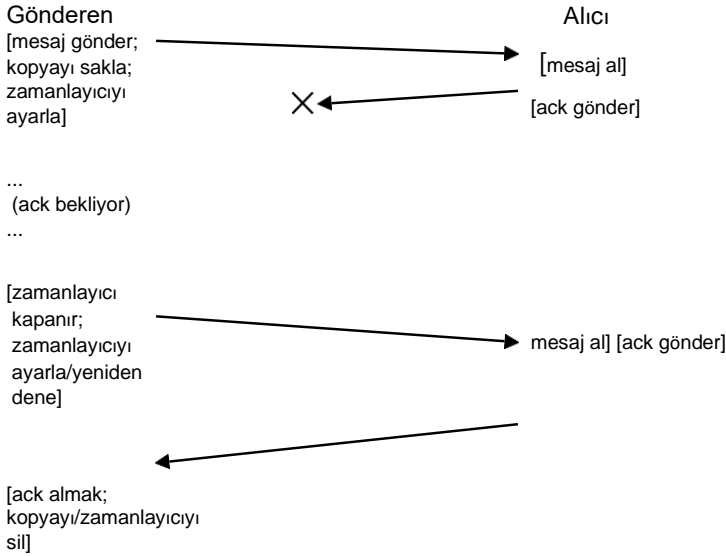 Gönderen
[mesaj gönder;
kopyayı sakla;
zamanlayıcıyı
ayarla]
Alıcı
[mesaj al]
[ack gönder]
...
(ack bekliyor)
...
[zamanlayıcı
kapanır;
zamanlayıcıyı
ayarla/yeniden
dene]
mesaj al] [ack gönder]
[ack almak;
kopyayı/zamanlayıcıyı
sil]